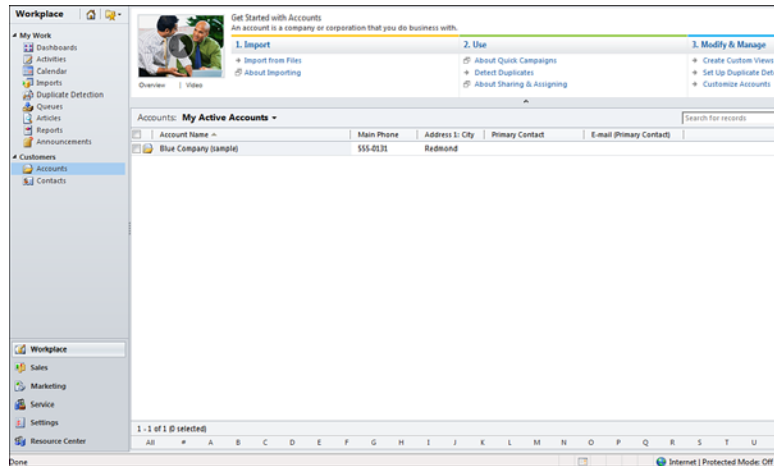 Workplace
My Work
Dashboards
Activities
Calendar
Imports
Duplicate Detection
Queues
Articles
Reports
Announcements
Customers
Accounts
Contacts
Workplace
Sales
Marketing
Service
Settings
Resource Center
Get Started with Accounts
An account is a company or corporation that you do business with.
Overview | Video
1. Import
Import from Files
About Importing
2. Use
About Quick Campaigns
Detect Duplicates
About Sharing & Assigning
3. Modify & Manage
Create Custom Views
Set Up Duplicate Det
Customize Accounts
Accounts: My Active Accounts
Search for records
Account Name Main Phone Address 1: City Primary Contact E-mail (Primary Contact)
Blue Company (sample) 555-0131 Redmond
1 - 1 of 1 (0 selected)
All # A B C D E F G H I J K L M N O P Q R S T U
Done Internet | Protected Mode: Off